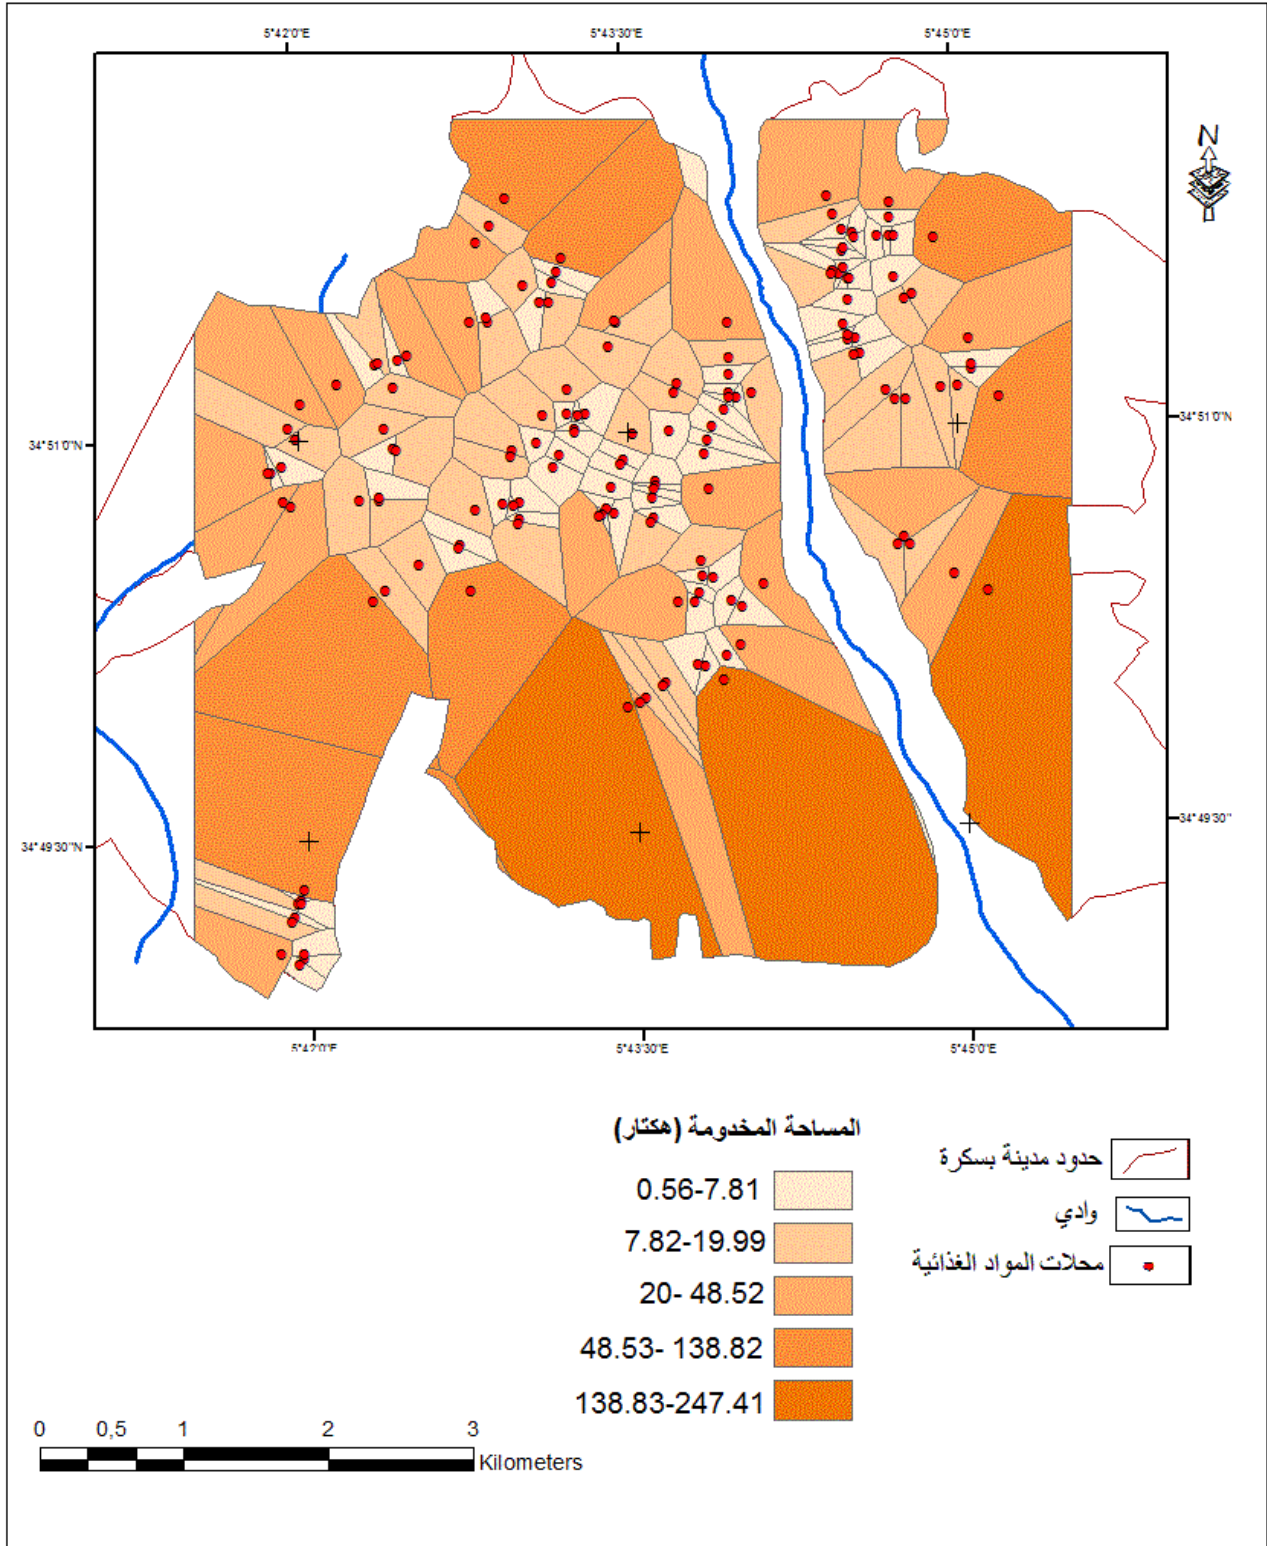 5°42'0"E 5°43'30"E 5°45'0"E
N
34°51'0"N 34°51'0"N
34°49'30"N 34°49'30"
5°42'0"E 5°43'30"E 5°45'0"E
المساحة المخدومة (هكتار)
0.56-7.81
7.82-19.99
20- 48.52
48.53- 138.82
138.83-247.41
حدود مدينة بسكرة
وادي
محلات المواد الغذائية
0 0,5 1 2 3
Kilometers